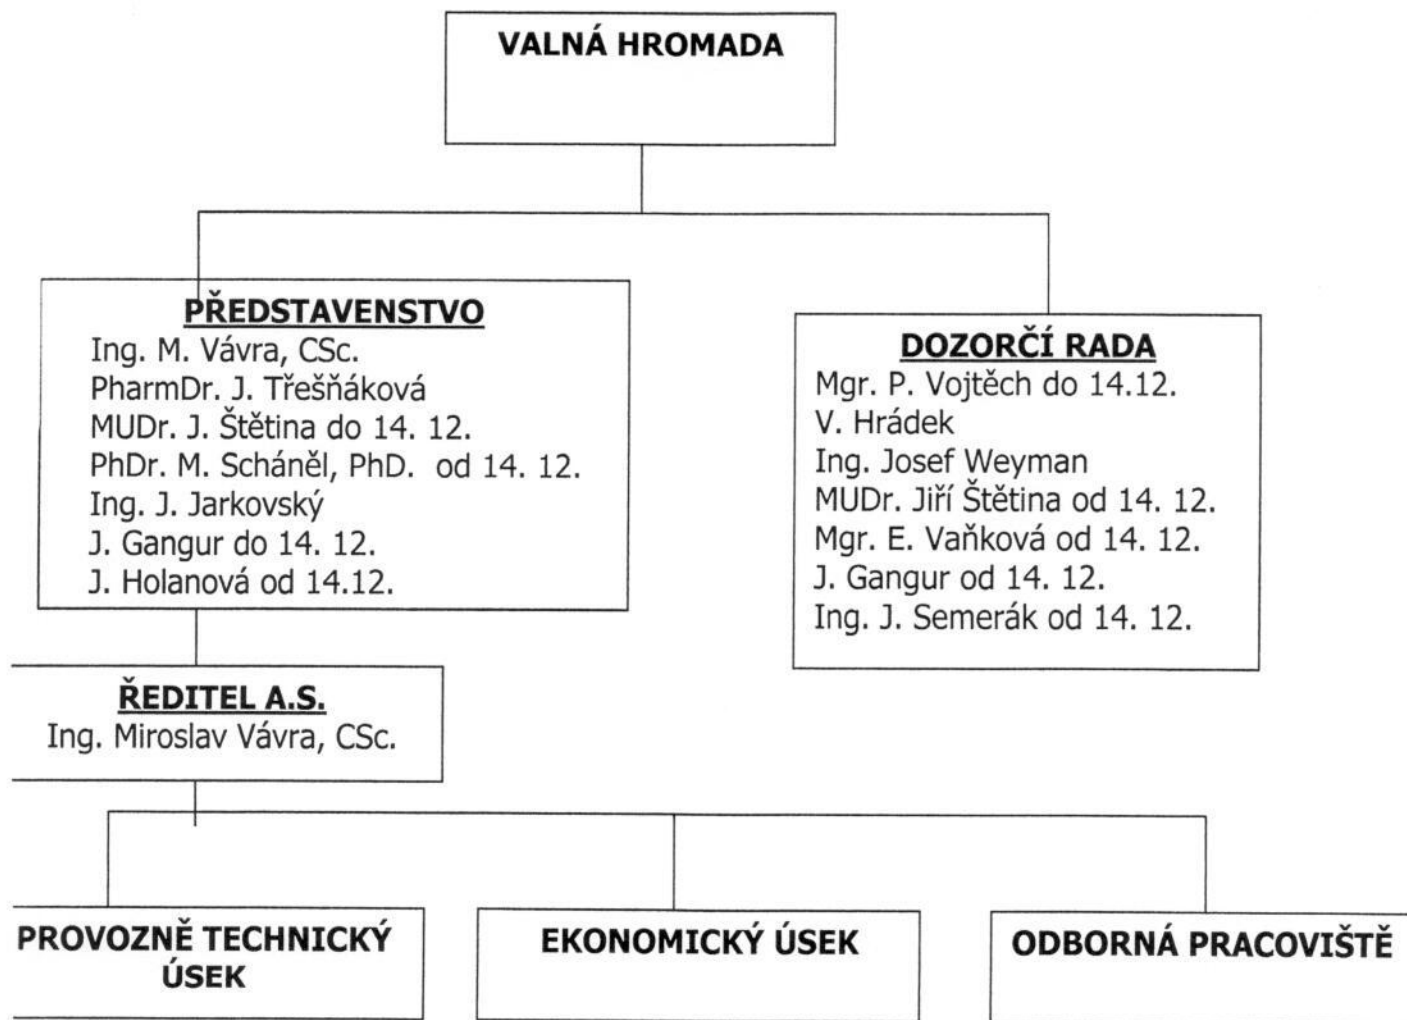 VALNÁ HROMADA
PŘEDSTAVENSTVO
Ing. M. Vávra, CSc.
PharmDr. J. Třešňáková
MUDr. J. Štětina do 14. 12.
PhDr. M. Scháněl, PhD. od 14. 12.
Ing. J. Jarkovský
J. Gangur do 14. 12.
J. Holanová od 14.12.
DOZORČÍ RADA
Mgr. P. Vojtěch do 14.12.
V. Hrádek
Ing. Josef Weyman
MUDr. Jiří Štětina od 14. 12.
Mgr. E. Vaňková od 14. 12.
J. Gangur od 14. 12.
Ing. J. Semerák od 14. 12.
ŘEDITEL A.S.
Ing. Miroslav Vávra, CSc.
PROVOZNĚ TECHNICKÝ
ÚSEK
EKONOMICKÝ ÚSEK
ODBORNÁ PRACOVIŠTĚ